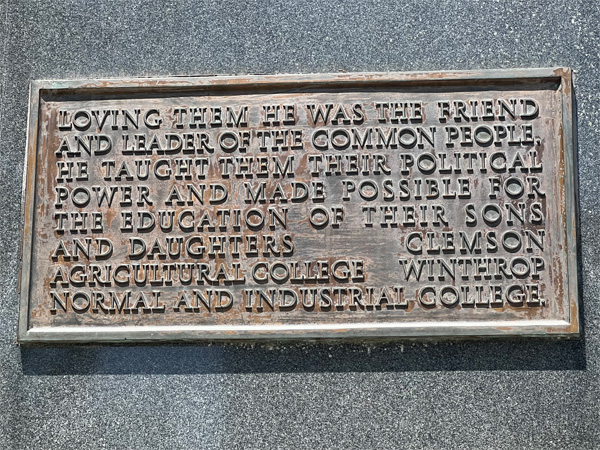 LOVING THEM HE WAS THE FRIEND
AND LEADER OF THE COMMON PEOPLE,
HE TAUGHT THEM THEIR POLITICAL
POWER AND MADE POSSIBLE FOR
THE EDUCATION OF THEIR SONS
AND DAUGHTERS CLEMSON
AGRICULTURAL COLLEGE WINTHROP
NORMAL AND INDUSTRIAL COLLEGE.